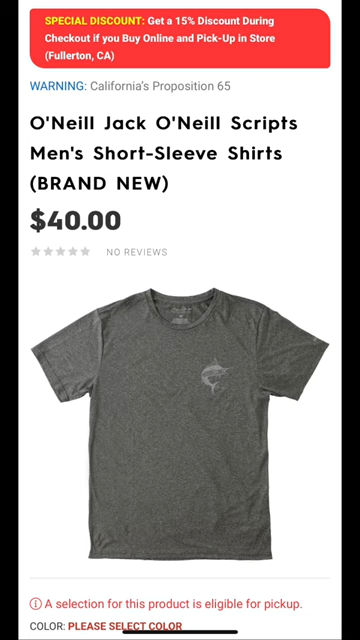 SPECIAL DISCOUNT: Get a 15% Discount During
Checkout if you Buy Online and Pick-Up in Store
(Fullerton, CA)
WARNING: California's Proposition 65
O'Neill Jack O'Neill Scripts
Men's Short-Sleeve Shirts
(BRAND NEW)
$40.00
NO REVIEWS
A selection for this product is eligible for pickup.
COLOR: PLEASE SELECT COLOR